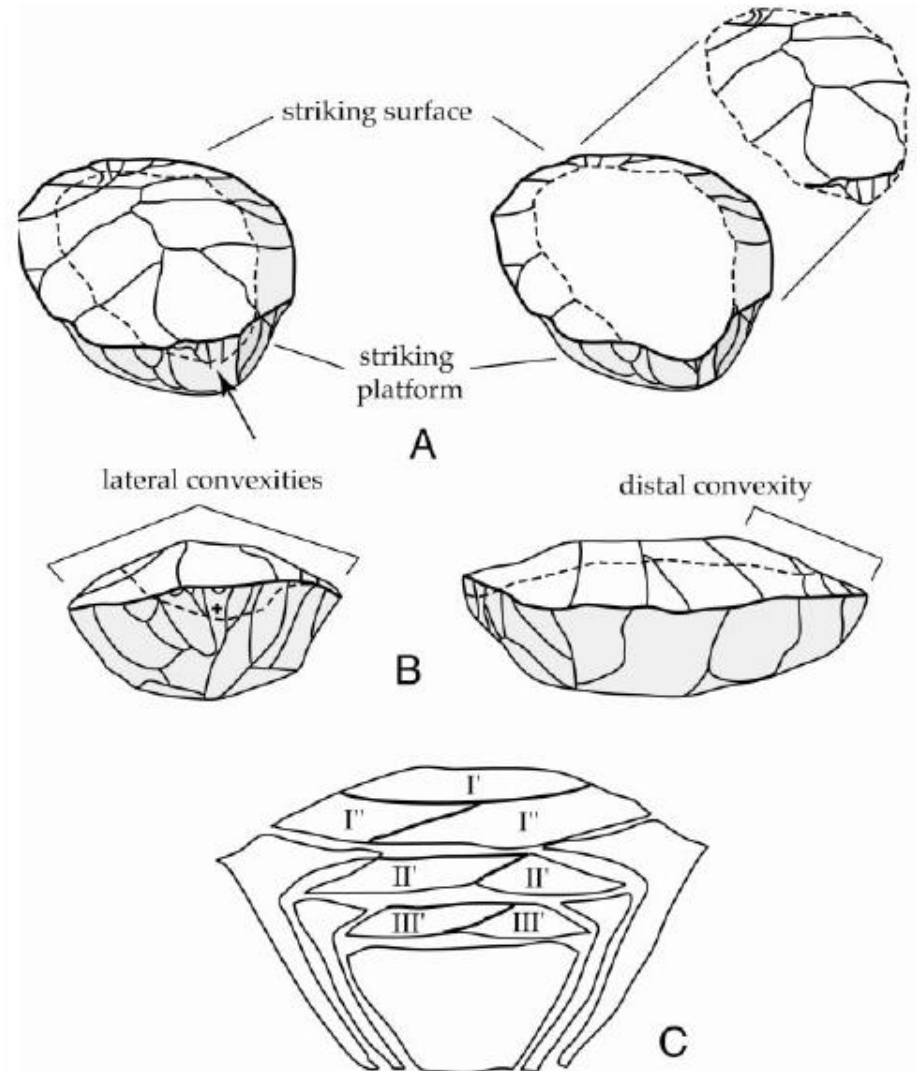 striking surface
striking
platform
A
lateral convexities
distal convexity
B
I'
I" I"
II' II'
III' III'
C